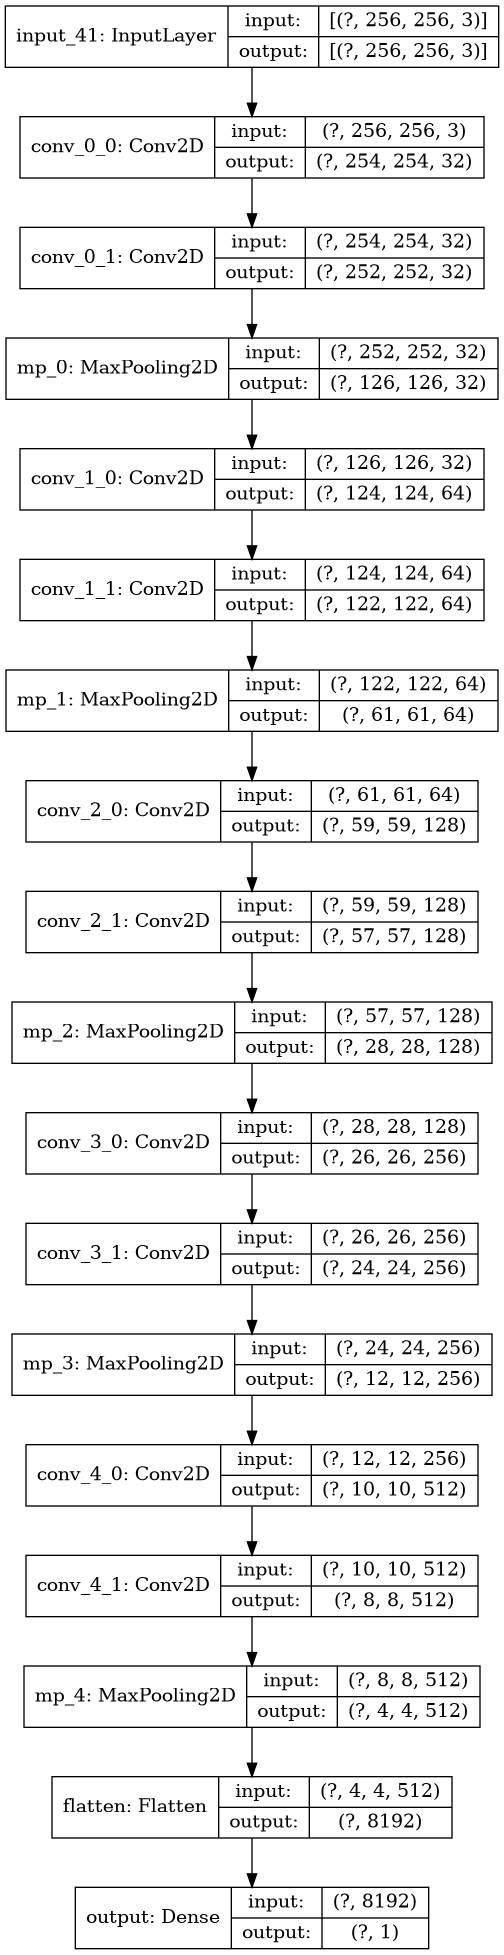 input_41: InputLayer
input: [(?, 256, 256, 3)]
output: [(?, 256, 256, 3)]
conv_0_0: Conv2D
input: (?, 256, 256, 3)
output: (?, 254, 254, 32)
conv_0_1: Conv2D
input: (?, 254, 254, 32)
output: (?, 252, 252, 32)
mp_0: MaxPooling2D
input: (?, 252, 252, 32)
output: (?, 126, 126, 32)
conv_1_0: Conv2D
input: (?, 126, 126, 32)
output: (?, 124, 124, 64)
conv_1_1: Conv2D
input: (?, 124, 124, 64)
output: (?, 122, 122, 64)
mp_1: MaxPooling2D
input: (?, 122, 122, 64)
output: (?, 61, 61, 64)
conv_2_0: Conv2D
input: (?, 61, 61, 64)
output: (?, 59, 59, 128)
conv_2_1: Conv2D
input: (?, 59, 59, 128)
output: (?, 57, 57, 128)
mp_2: MaxPooling2D
input: (?, 57, 57, 128)
output: (?, 28, 28, 128)
conv_3_0: Conv2D
input: (?, 28, 28, 128)
output: (?, 26, 26, 256)
conv_3_1: Conv2D
input: (?, 26, 26, 256)
output: (?, 24, 24, 256)
mp_3: MaxPooling2D
input: (?, 24, 24, 256)
output: (?, 12, 12, 256)
conv_4_0: Conv2D
input: (?, 12, 12, 256)
output: (?, 10, 10, 512)
conv_4_1: Conv2D
input: (?, 10, 10, 512)
output: (?, 8, 8, 512)
mp_4: MaxPooling2D
input: (?, 8, 8, 512)
output: (?, 4, 4, 512)
flatten: Flatten
input: (?, 4, 4, 512)
output: (?, 8192)
output: Dense
input: (?, 8192)
output: (?, 1)